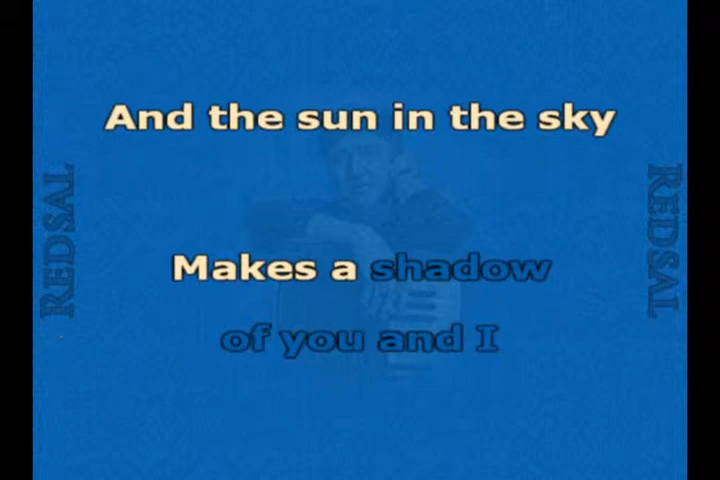 And the sun in the sky
REDSAL
REDSAL
Makes a shadow
of you and I